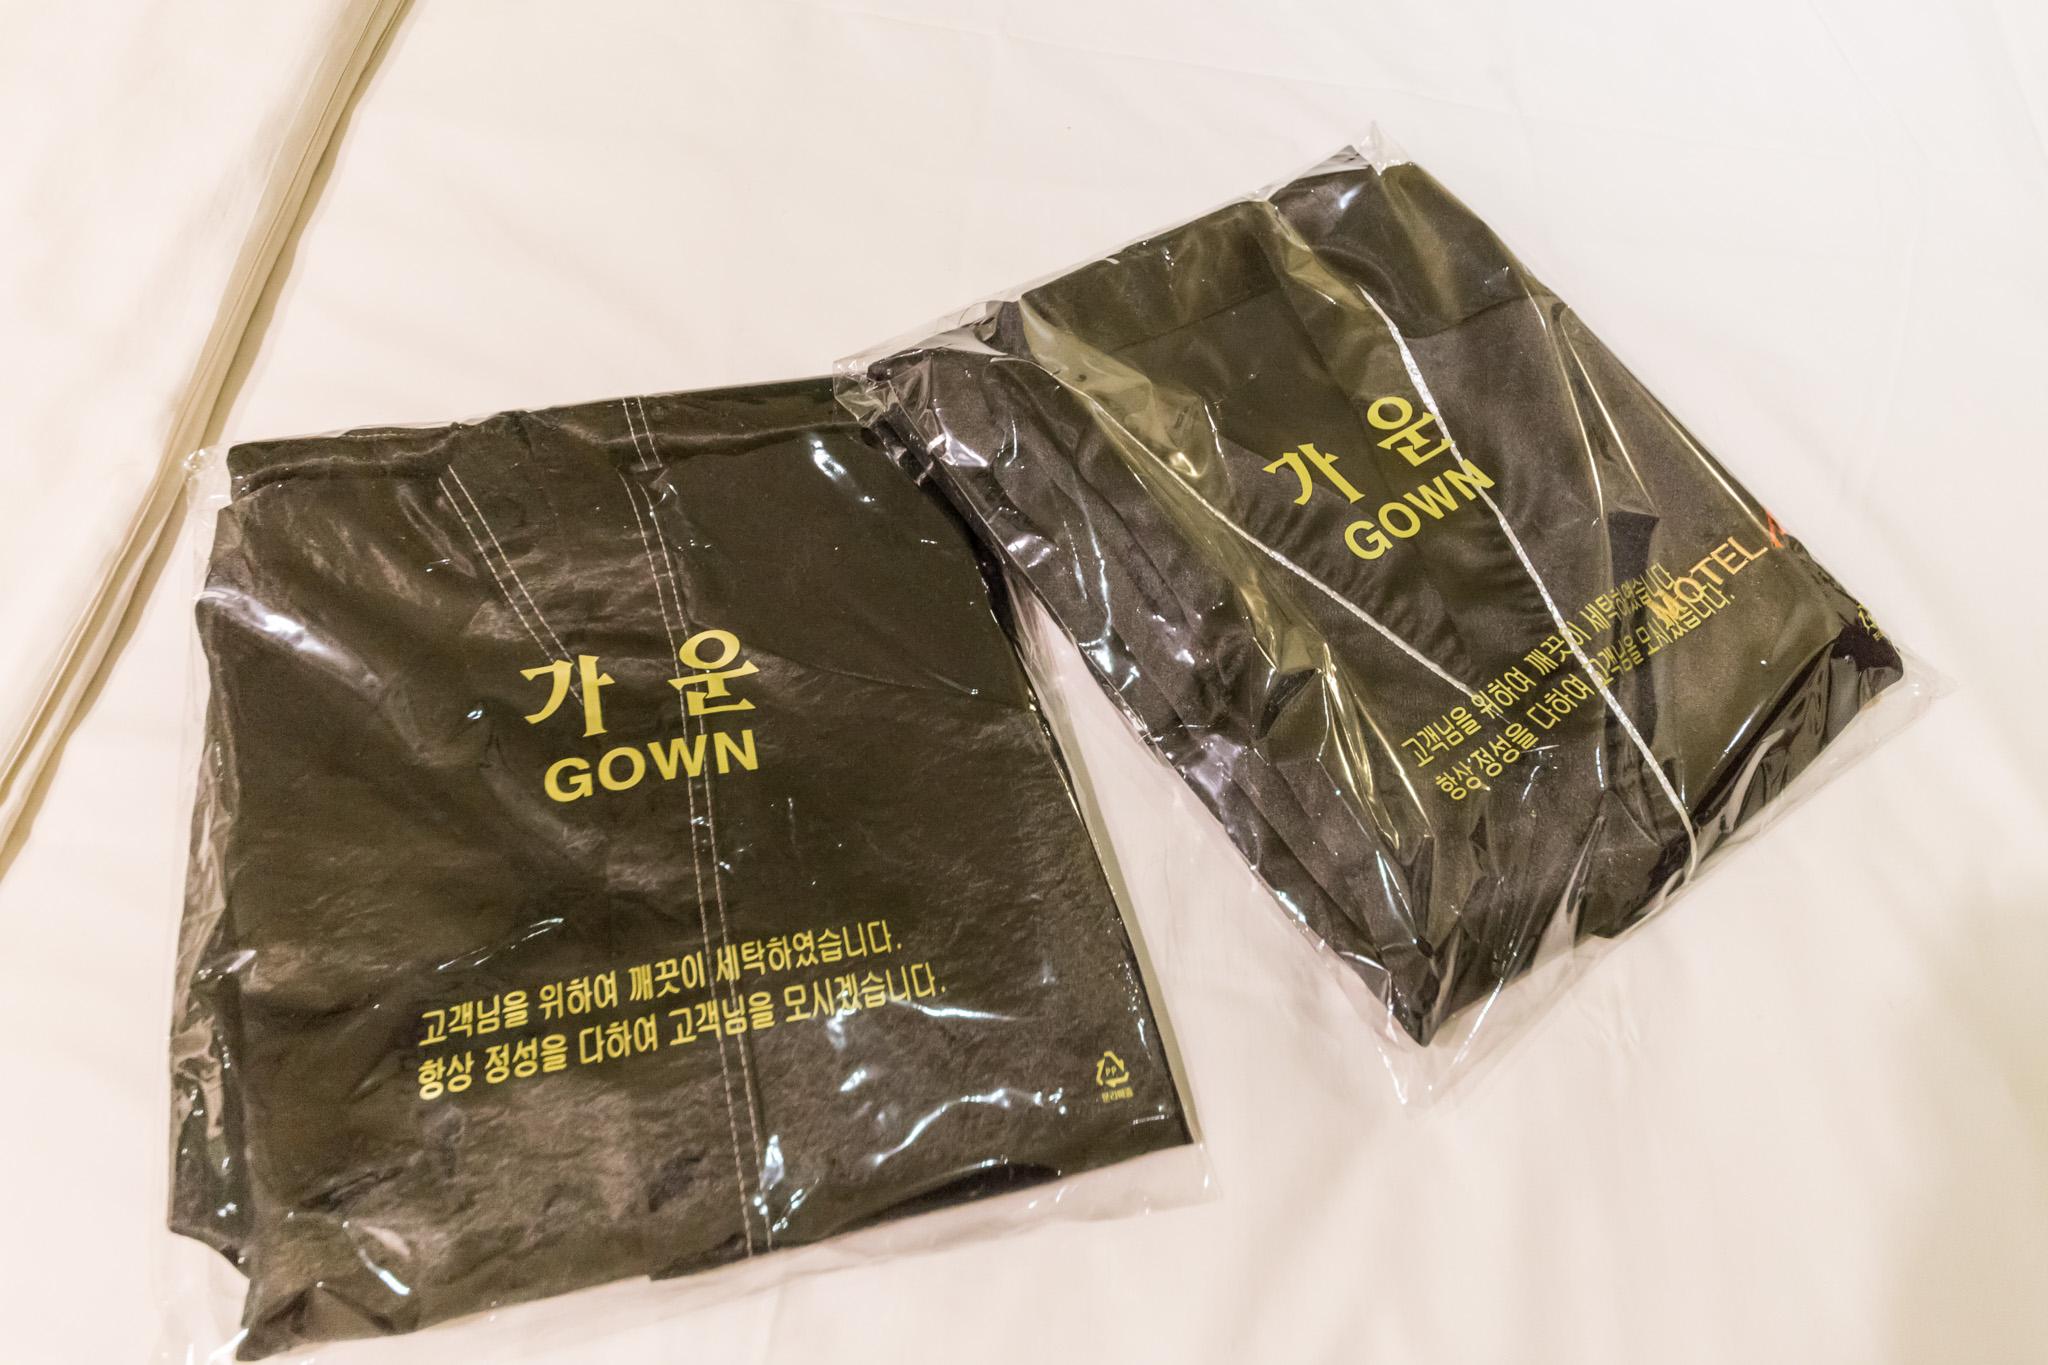 가운
GOWN
고객님을 위하여 깨끗이 세탁하였습니다.
항상 정성을 다하여 고객님을 모시겠습니다.
PP
가운
GOWN
MOTEL
고객님을 위하여 깨끗이 세탁하였습니다.
항상 정성을 다하여 고객님을 모시겠습니다.